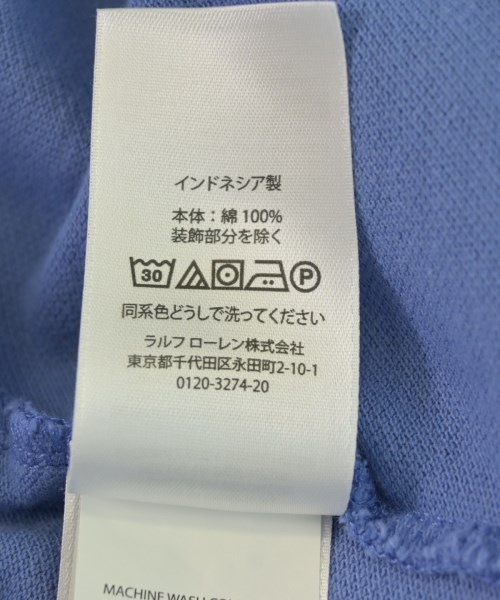 インドネシア製
本体：綿 100%
装飾部分を除く
30 P
同系色どうしで洗ってください
ラルフ ローレン株式会社
東京都千代田区永田町2-10-1
0120-3274-20
MACHINE WASH